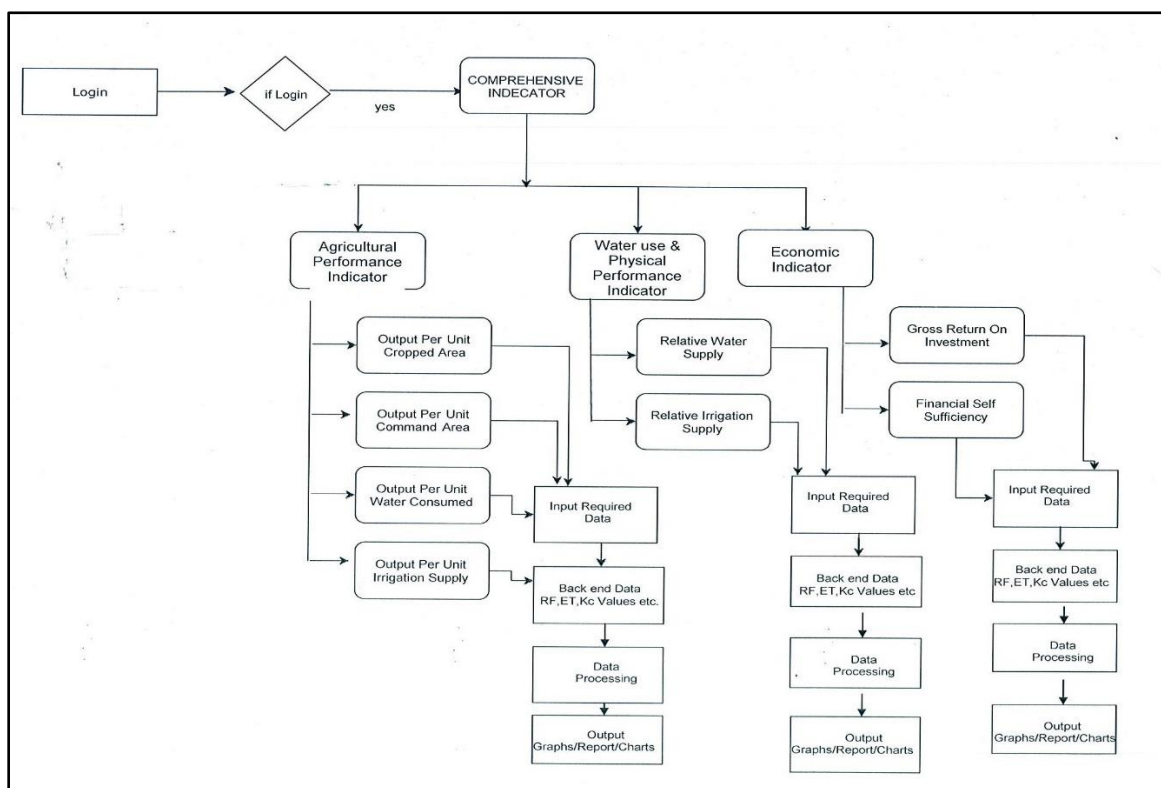 Login
if Login
yes
COMPREHENSIVE
INDECATOR
Agricultural
Performance
Indicator
Water use &
Physical
Performance
Indicator
Economic
Indicator
Output Per Unit
Cropped Area
Output Per Unit
Command Area
Output Per Unit
Water Consumed
Output Per Unit
Irrigation Supply
Input Required
Data
Back end Data
RF,ET,Kc Values etc.
Data
Processing
Output
Graphs/Report/Charts
Relative Water
Supply
Relative Irrigation
Supply
Input Required
Data
Back end Data
RF,ET,Kc Values etc
Data
Processing
Output
Graphs/Report/Charts
Gross Return On
Investment
Financial Self
Sufficiency
Input Required
Data
Back end Data
RF,ET,Kc Values etc
Data
Processing
Output
Graphs/Report/Charts